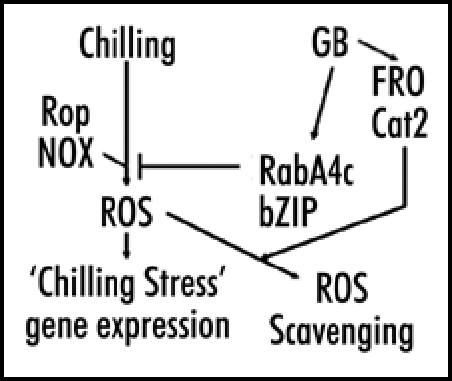 Chilling
GB
FRO
Cat2
Rop
NOX
RabA4c
bZIP
ROS
'Chilling Stress'
gene expression
ROS
Scavenging